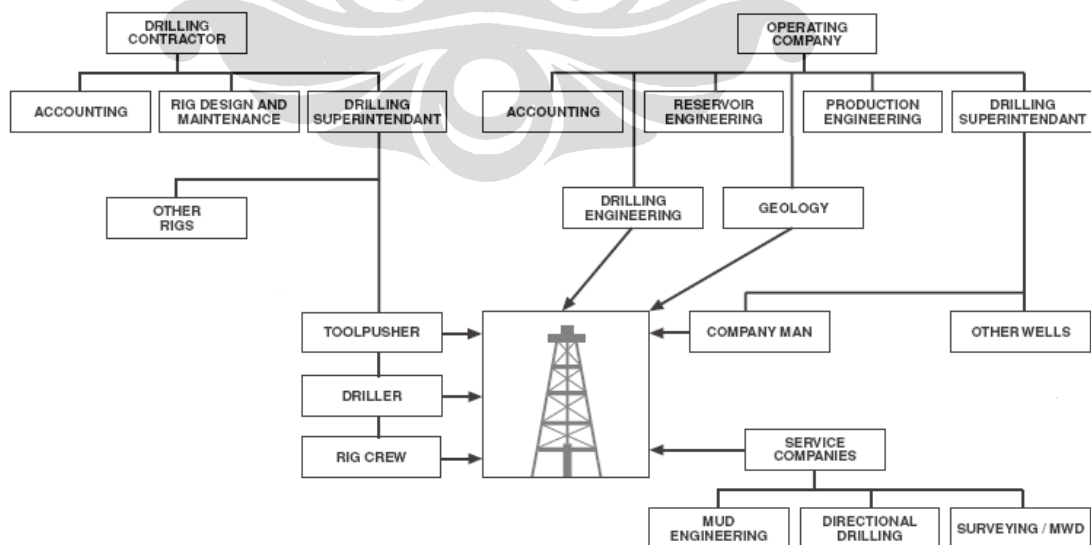 DRILLING
CONTRACTOR
OPERATING
COMPANY
ACCOUNTING
RIG DESIGN AND
MAINTENANCE
DRILLING
SUPERINTENDANT
ACCOUNTING
RESERVOIR
ENGINEERING
PRODUCTION
ENGINEERING
DRILLING
SUPERINTENDANT
OTHER
RIGS
DRILLING
ENGINEERING
GEOLOGY
TOOLPUSHER
COMPANY MAN
OTHER WELLS
DRILLER
RIG CREW
SERVICE
COMPANIES
MUD
ENGINEERING
DIRECTIONAL
DRILLING
SURVEYING / MWD